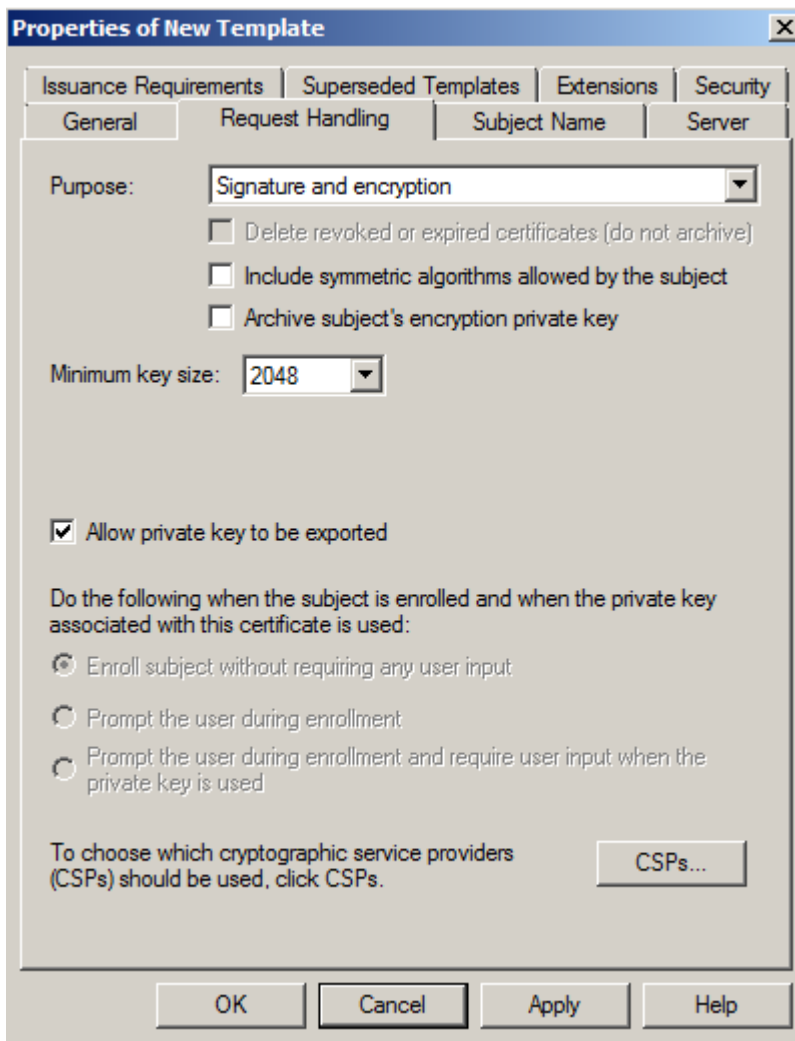 Properties of New Template
Issuance Requirements Superseded Templates Extensions Security
General Request Handling Subject Name Server
Purpose: Signature and encryption
Delete revoked or expired certificates (do not archive)
Include symmetric algorithms allowed by the subject
Archive subject's encryption private key
Minimum key size: 2048
Allow private key to be exported
Do the following when the subject is enrolled and when the private key
associated with this certificate is used:
Enroll subject without requiring any user input
Prompt the user during enrollment
Prompt the user during enrollment and require user input when the
private key is used
To choose which cryptographic service providers
(CSPs) should be used, click CSPs.
CSPs...
OK Cancel Apply Help